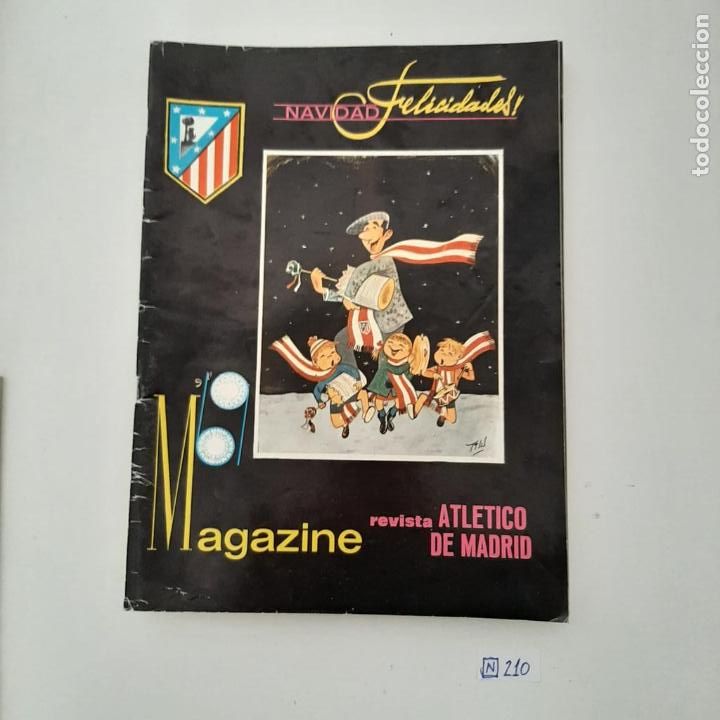 NAVIDAD Felicidades!
Magazine
revista ATLETICO
DE MADRID
N 210
todocoleccion